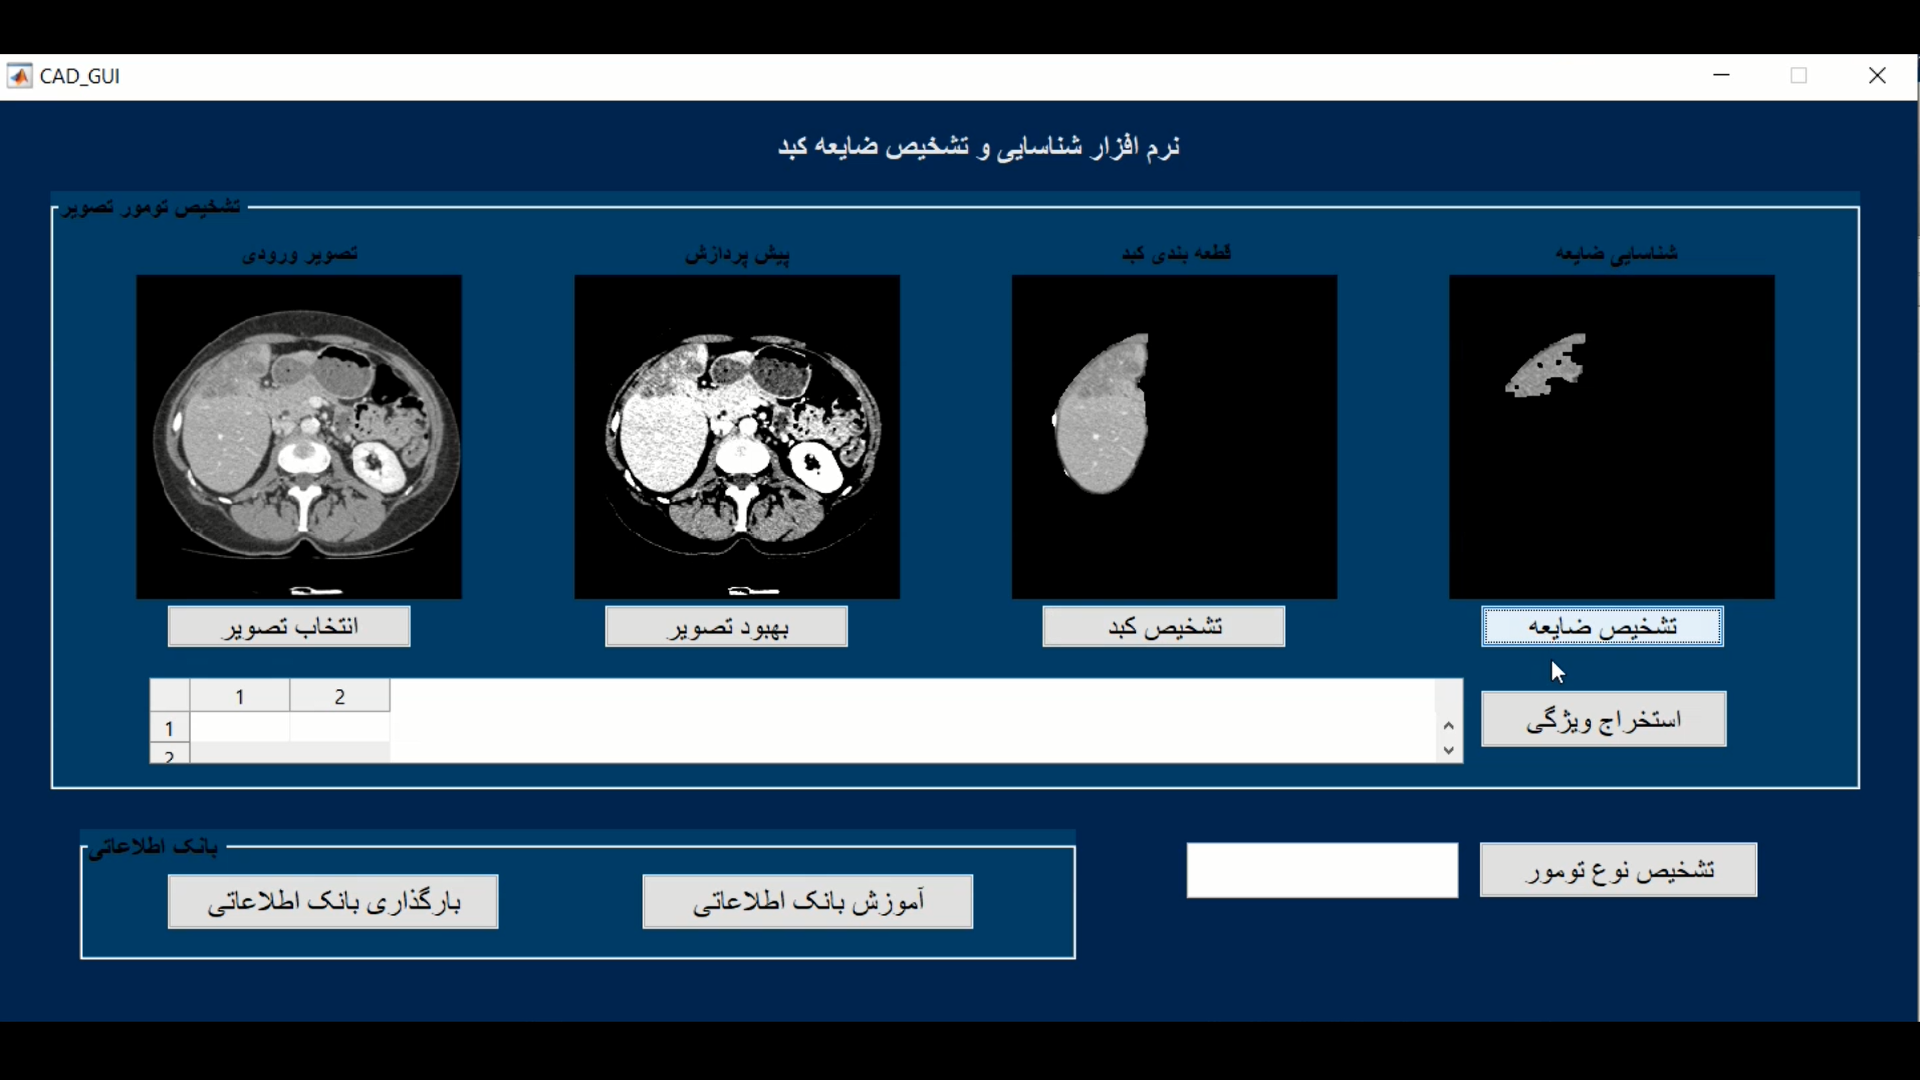 CAD_GUI
نرم افزار شناسایی و تشخیص ضایعه کبد
تشخیص تومور تصویر
تصویر ورودی
پیش پردازش
قطعه بندی کبد
شناسایی ضایعه
انتخاب تصویر
بهبود تصویر
تشخیص کبد
تشخیص ضایعه
1 2
1
2
استخراج ویژگی
بانک اطلاعاتی
بارگذاری بانک اطلاعاتی
آموزش بانک اطلاعاتی
تشخیص نوع تومور